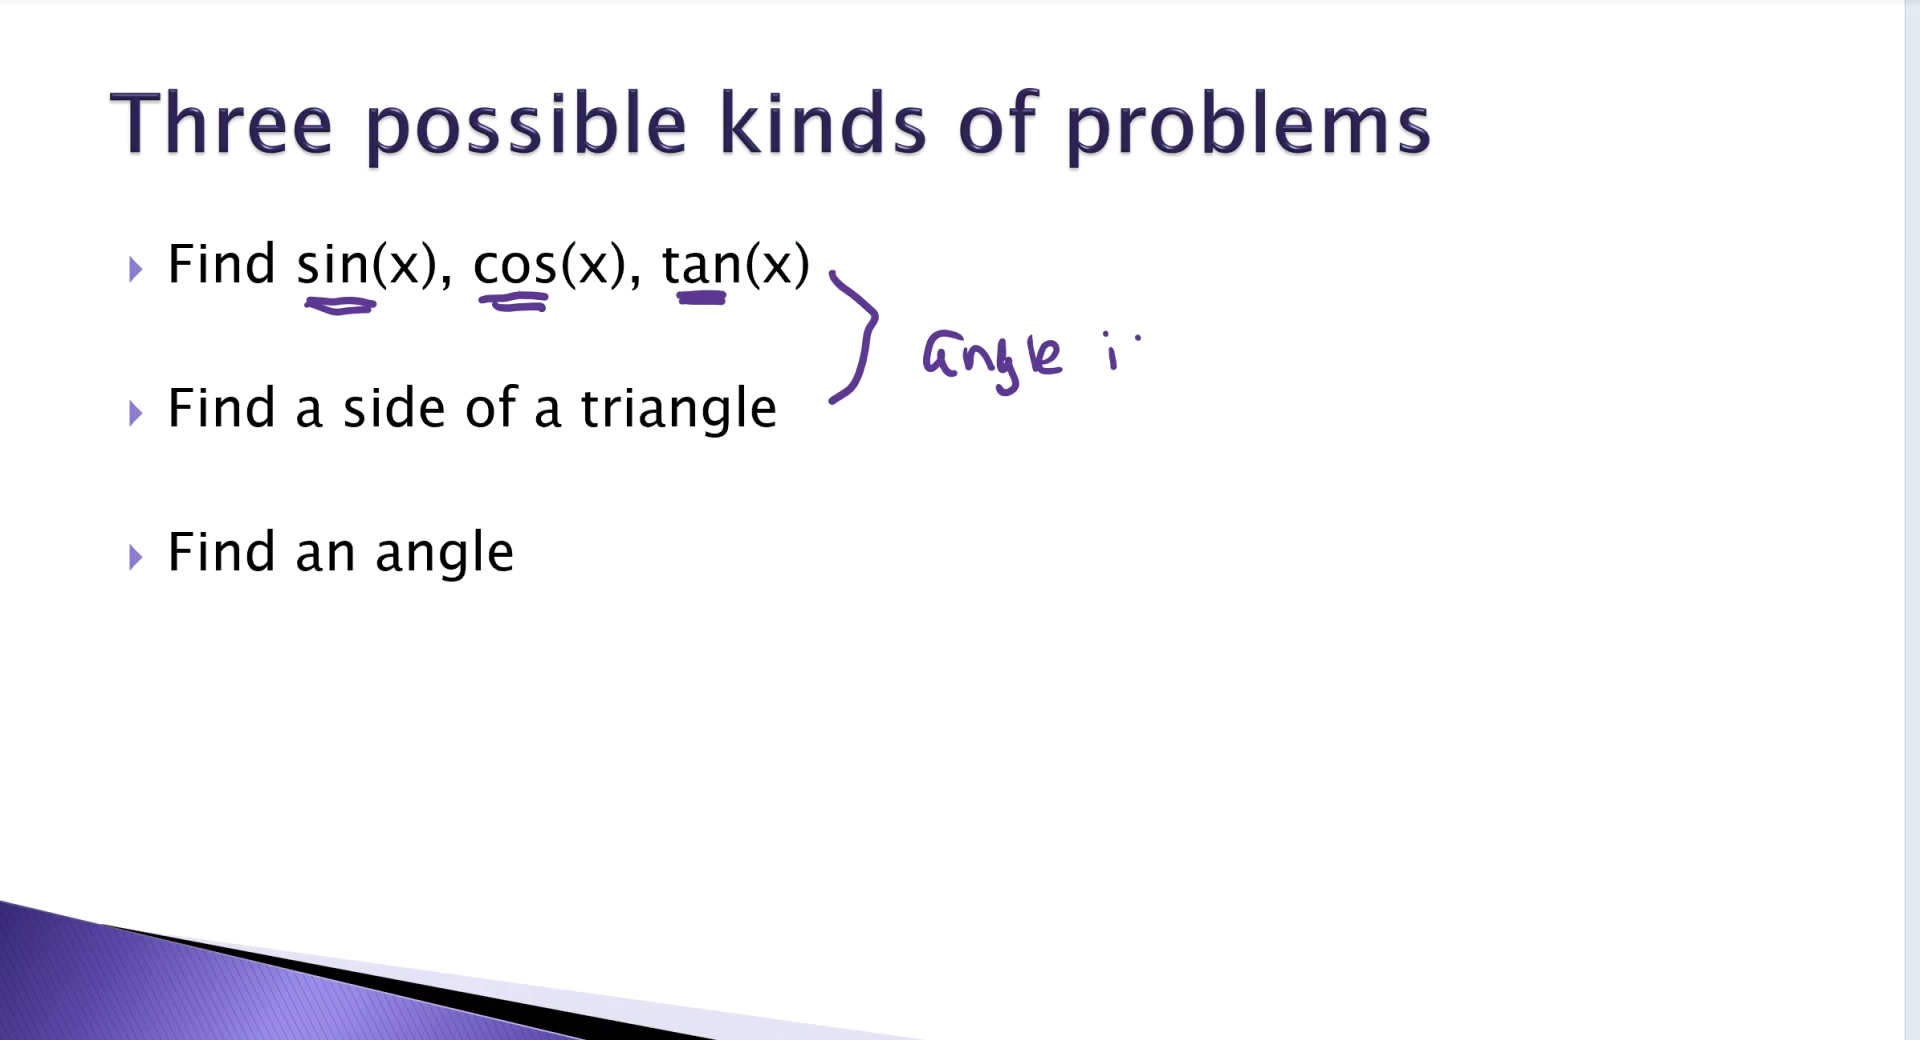 Three possible kinds of problems
Find sin(x), cos(x), tan(x)
angle i
Find a side of a triangle
Find an angle